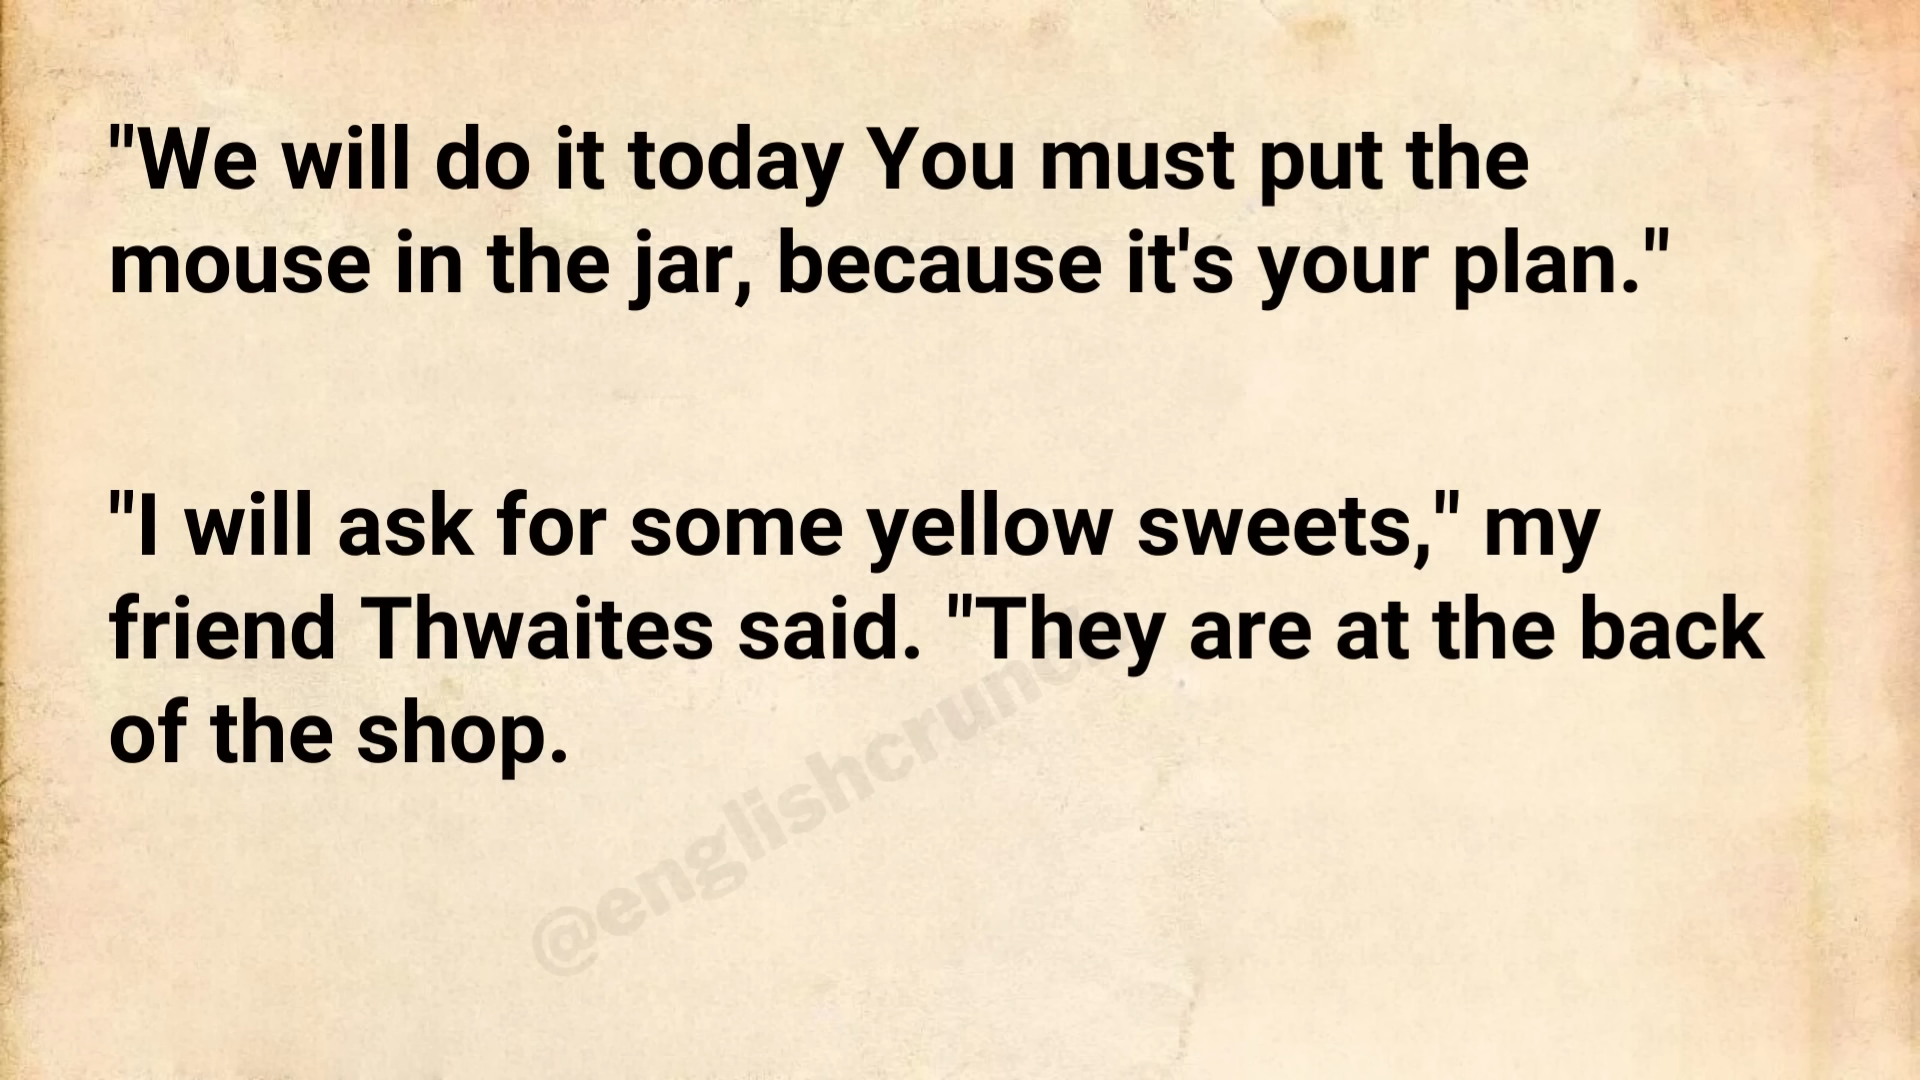 "We will do it today You must put the
mouse in the jar, because it's your plan."
"I will ask for some yellow sweets," my
friend Thwaites said. "They are at the back
of the shop.